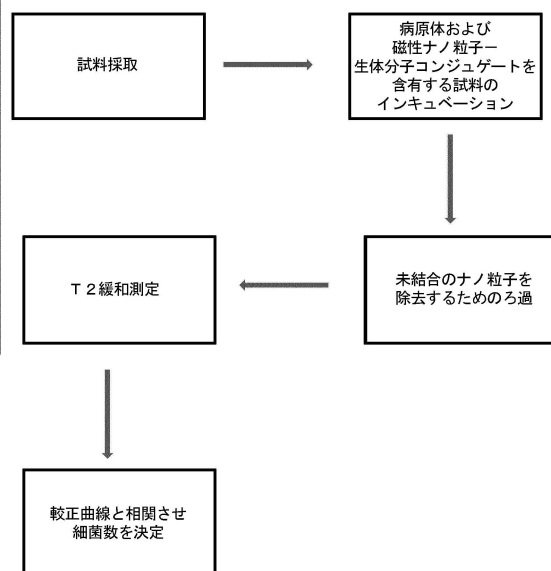 試料採取
病原体および
磁性ナノ粒子－
生体分子コンジュゲートを
含有する試料の
インキュベーション
未結合のナノ粒子を
除去するためのろ過
Ｔ２緩和測定
較正曲線と相関させ
細菌数を決定